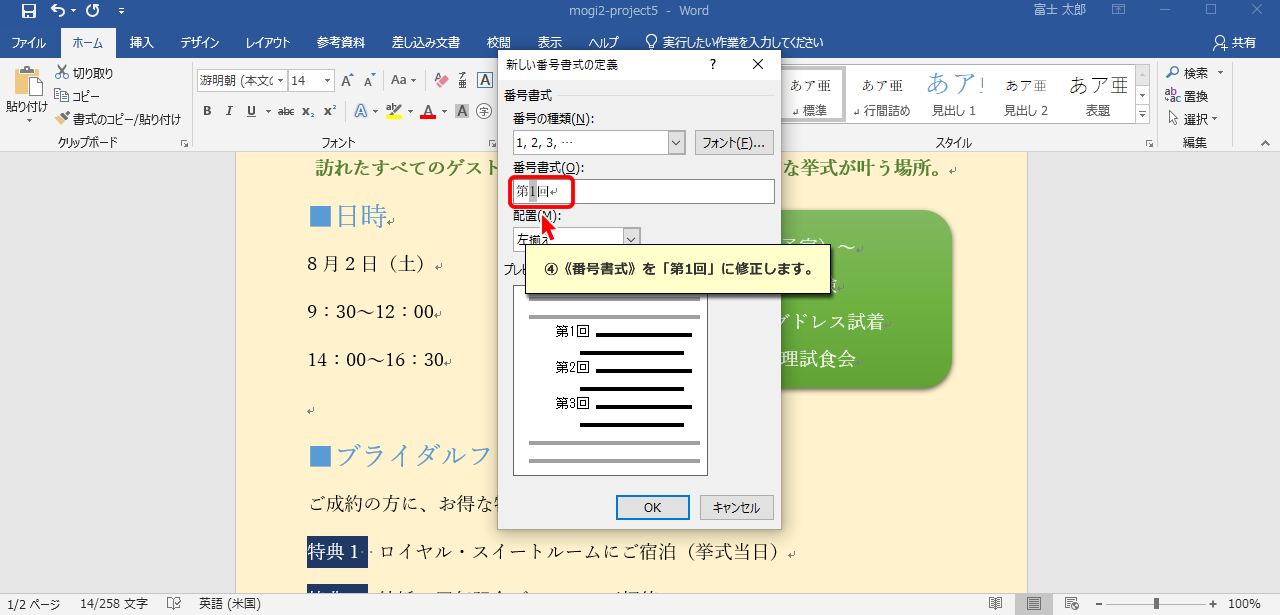 mogi2-project5 - Word
富士 太郎
ファイル ホーム 挿入 デザイン レイアウト 参考資料 差し込み文書 校閲 表示 ヘルプ 実行したい作業を入力してください 共有
貼り付け
切り取り
コピー
書式のコピー/貼り付け
クリップボード
游明朝 (本文の 14
Aa
B I U abc x₂ x²
フォント
あア亜 標準
あア亜 行間詰め
あア! 見出し 1
あア亜 見出し 2
あア亜 表題
スタイル
検索
置換
選択
編集
新しい番号書式の定義
番号書式
番号の種類(N):
1, 2, 3, …
フォント(F)...
番号書式(O):
第1回
配置(M):
左揃え
④《番号書式》を「第1回」に修正します。
第1回
第2回
第3回
OK キャンセル
訪れたすべてのゲスト
な挙式が叶う場所。
■日時
8月2日（土）
9：30～12：00
14：00～16：30
～
ドレス試着
理試食会
■ブライダルフ
ご成約の方に、お得な
特典1 ロイヤル・スイートルームにご宿泊（挙式当日）
1/2 ページ 14/258 文字 英語 (米国) 100%